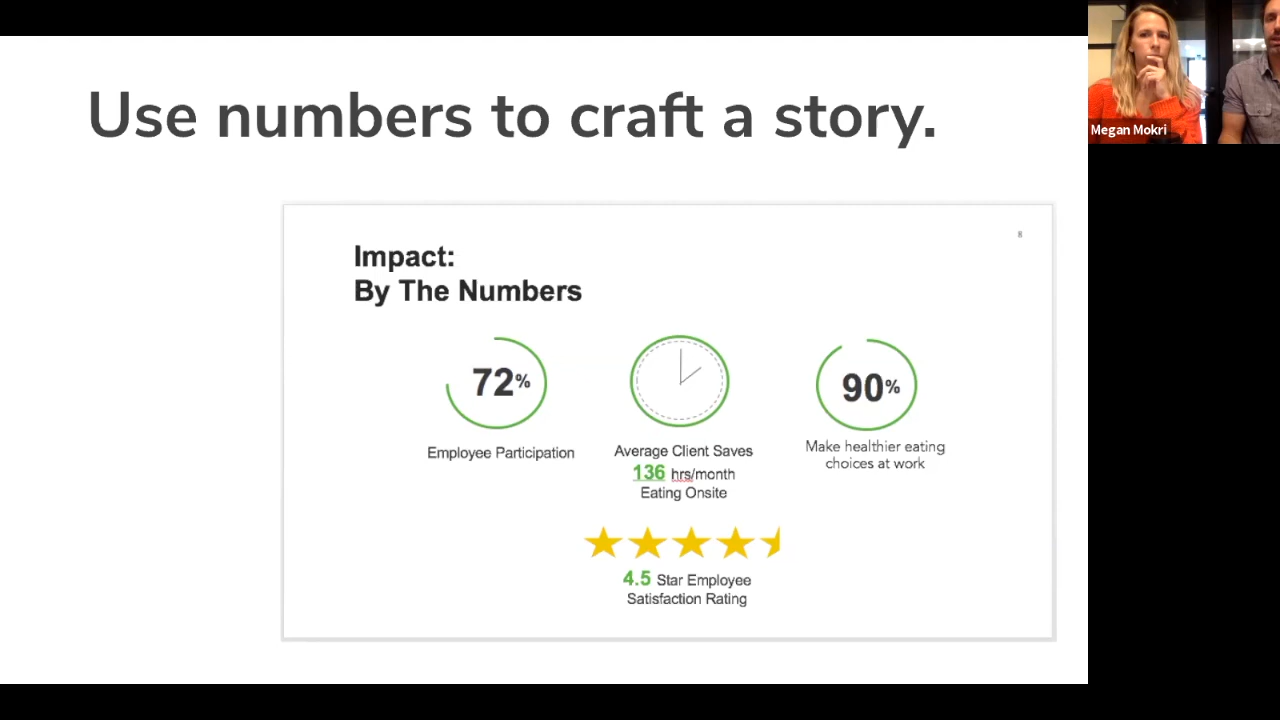 Use numbers to craft a story.
Megan Mokri
8
Impact:
By The Numbers
72%
Employee Participation
Average Client Saves
136 hrs/month
Eating Onsite
90%
Make healthier eating
choices at work
4.5 Star Employee
Satisfaction Rating